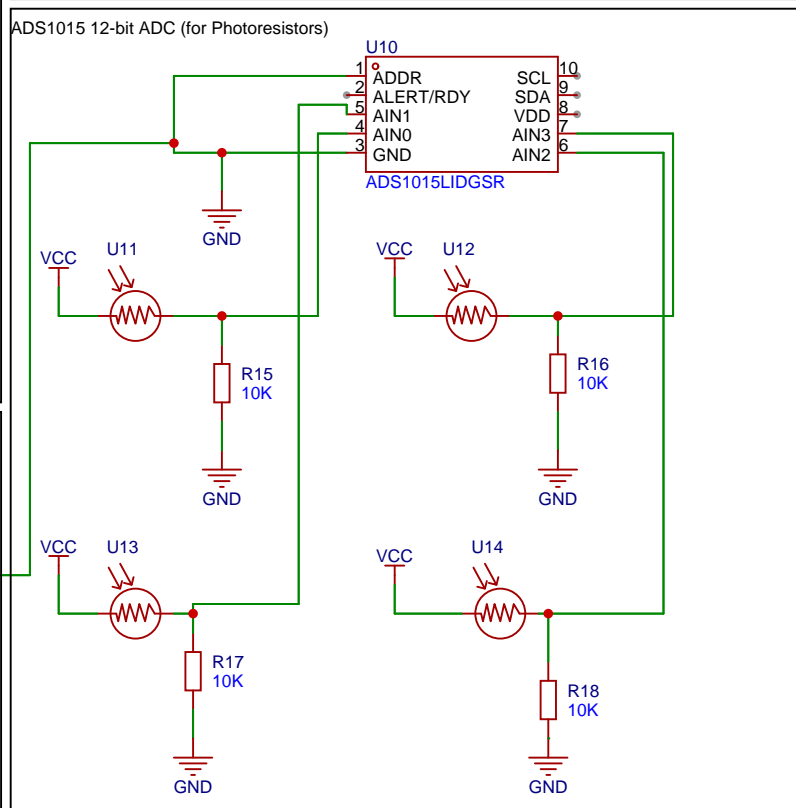 ADS1015 12-bit ADC (for Photoresistors)
U10
1 ADDR
2 ALERT/RDY
5 AIN1
4 AIN0
3 GND
SCL 10
SDA 9
VDD 8
AIN3 7
AIN2 6
ADS1015LIDGSR
GND
VCC
U11
R15
10K
GND
VCC
U12
R16
10K
GND
VCC
U13
R17
10K
GND
VCC
U14
R18
10K
GND